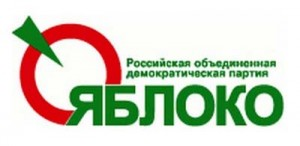 Российская объединенная
демократическая партия
ЯБЛОКО